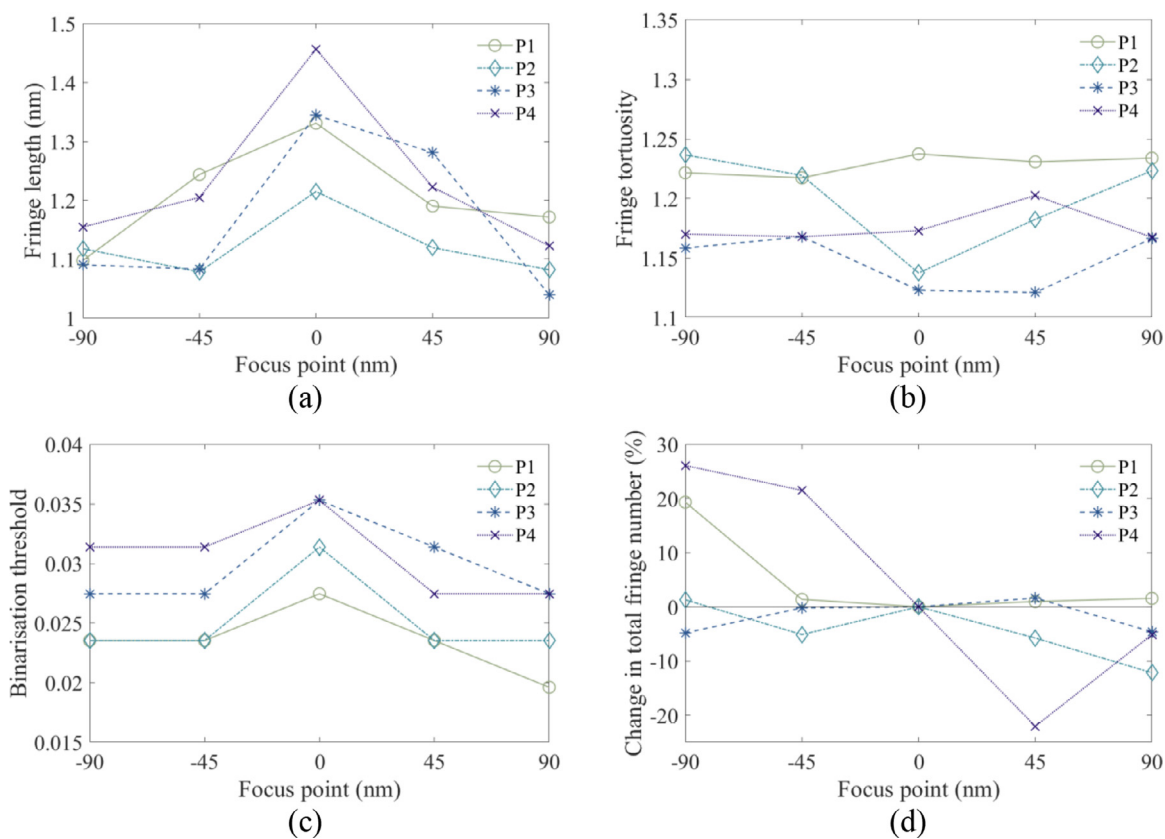 1.5
1.4
1.3
1.2
1.1
1
Fringe length (nm)
P1
P2
P3
P4
-90 -45 0 45 90
Focus point (nm)
(a)
1.35
1.3
1.25
1.2
1.15
1.1
Fringe tortuosity
P1
P2
P3
P4
-90 -45 0 45 90
Focus point (nm)
(b)
0.04
0.035
0.03
0.025
0.02
0.015
Binarisation threshold
P1
P2
P3
P4
-90 -45 0 45 90
Focus point (nm)
(c)
30
20
10
0
-10
-20
Change in total fringe number (%)
P1
P2
P3
P4
-90 -45 0 45 90
Focus point (nm)
(d)